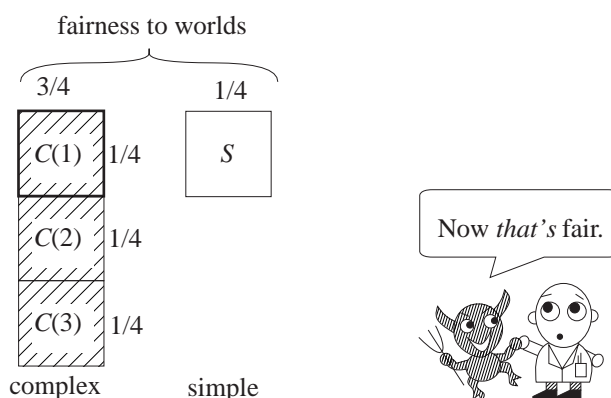 fairness to worlds
3/4 1/4
C(1) 1/4 S
Now that's fair.
C(2) 1/4
C(3) 1/4
complex simple